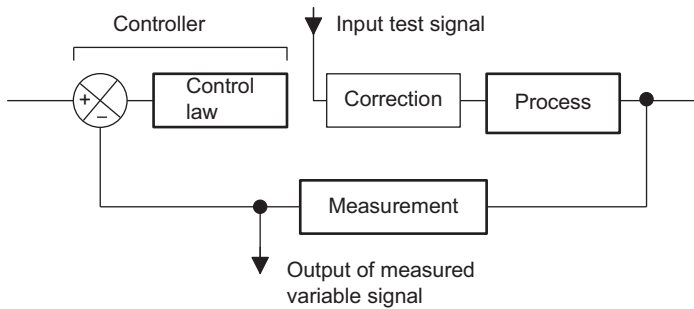 Controller
Input test signal
+
−
Control
law
Correction
Process
Measurement
Output of measured
variable signal